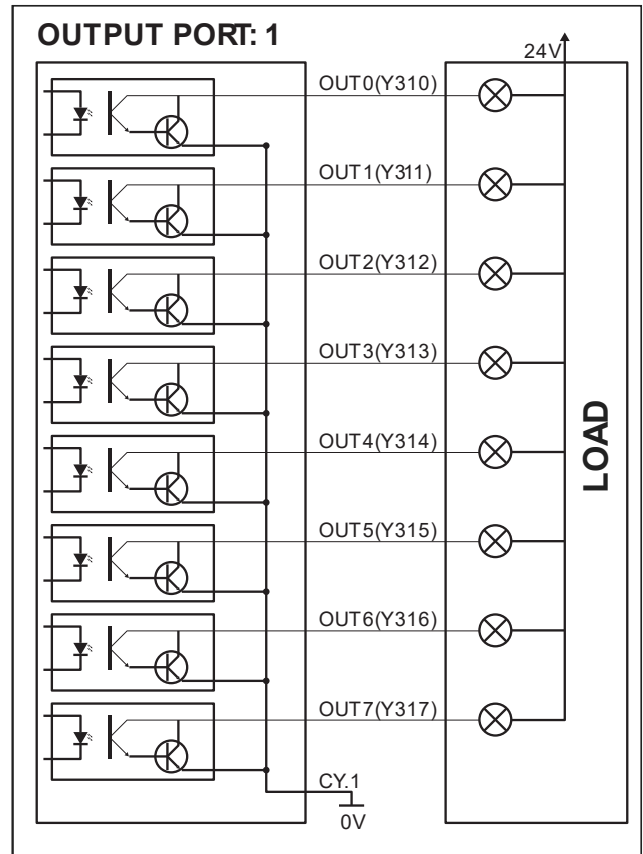 OUTPUT PORT: 1
24V
OUT0(Y310)
OUT1(Y311)
OUT2(Y312)
OUT3(Y313)
OUT4(Y314)
LOAD
OUT5(Y315)
OUT6(Y316)
OUT7(Y317)
CY.1
0V